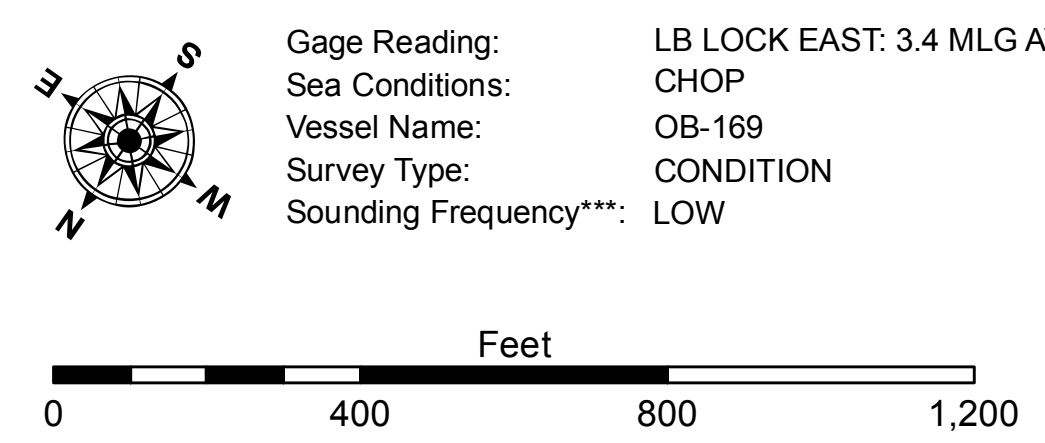 S
E
W
N
Gage Reading: LB LOCK EAST: 3.4 MLG
Sea Conditions: CHOP
Vessel Name: OB-169
Survey Type: CONDITION
Sounding Frequency***: LOW
Feet
0 400 800 1,200